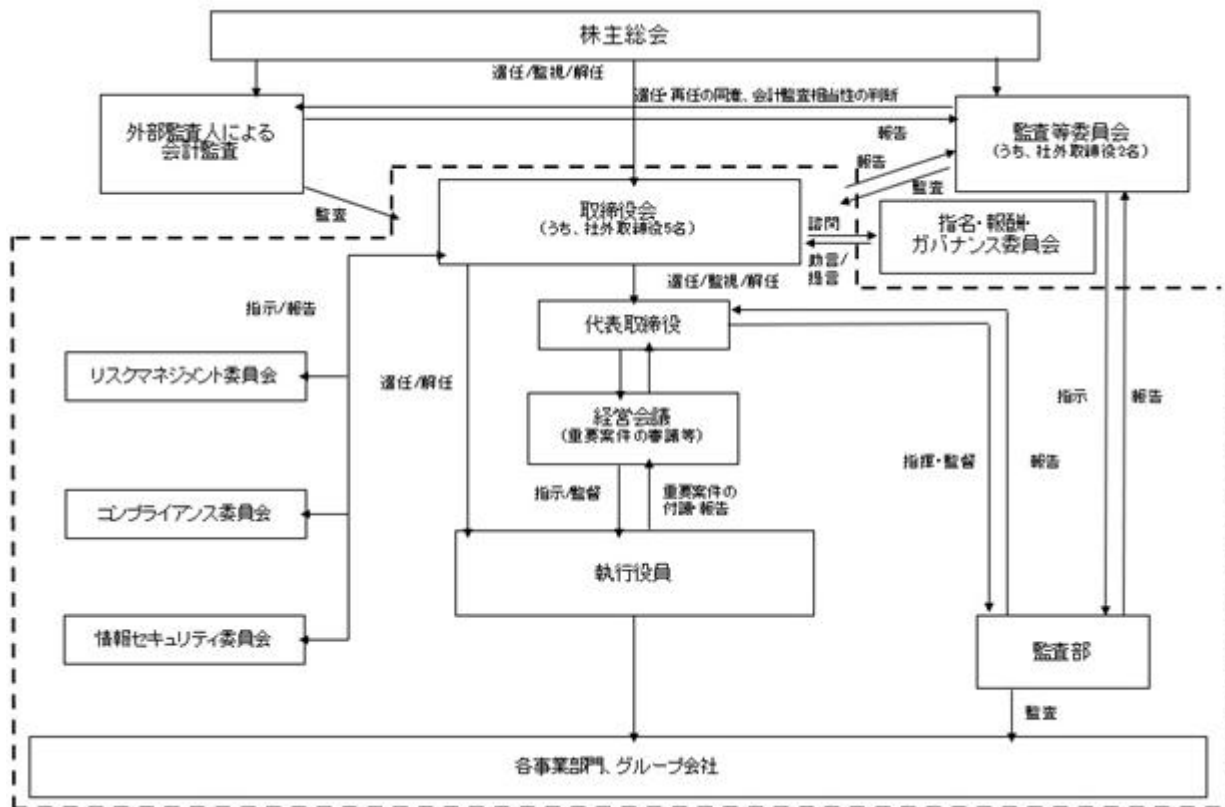 株主総会
選任/監視/解任
選任・再任の同意、会計監査相当性の判断
外部監査人による
会計監査
報告
監査等委員会
(うち、社外取締役2名)
報告
監査
監査
取締役会
(うち、社外取締役5名)
諮問
助言/
提言
指名・報酬・
ガバナンス委員会
選任/監視/解任
指示/報告
代表取締役
リスクマネジメント委員会
選任/解任
経営会議
(重要案件の審議等)
指示
報告
指揮・監督
報告
指示/監督
重要案件の
付議・報告
コンプライアンス委員会
執行役員
情報セキュリティ委員会
監査部
監査
各事業部門、グループ会社